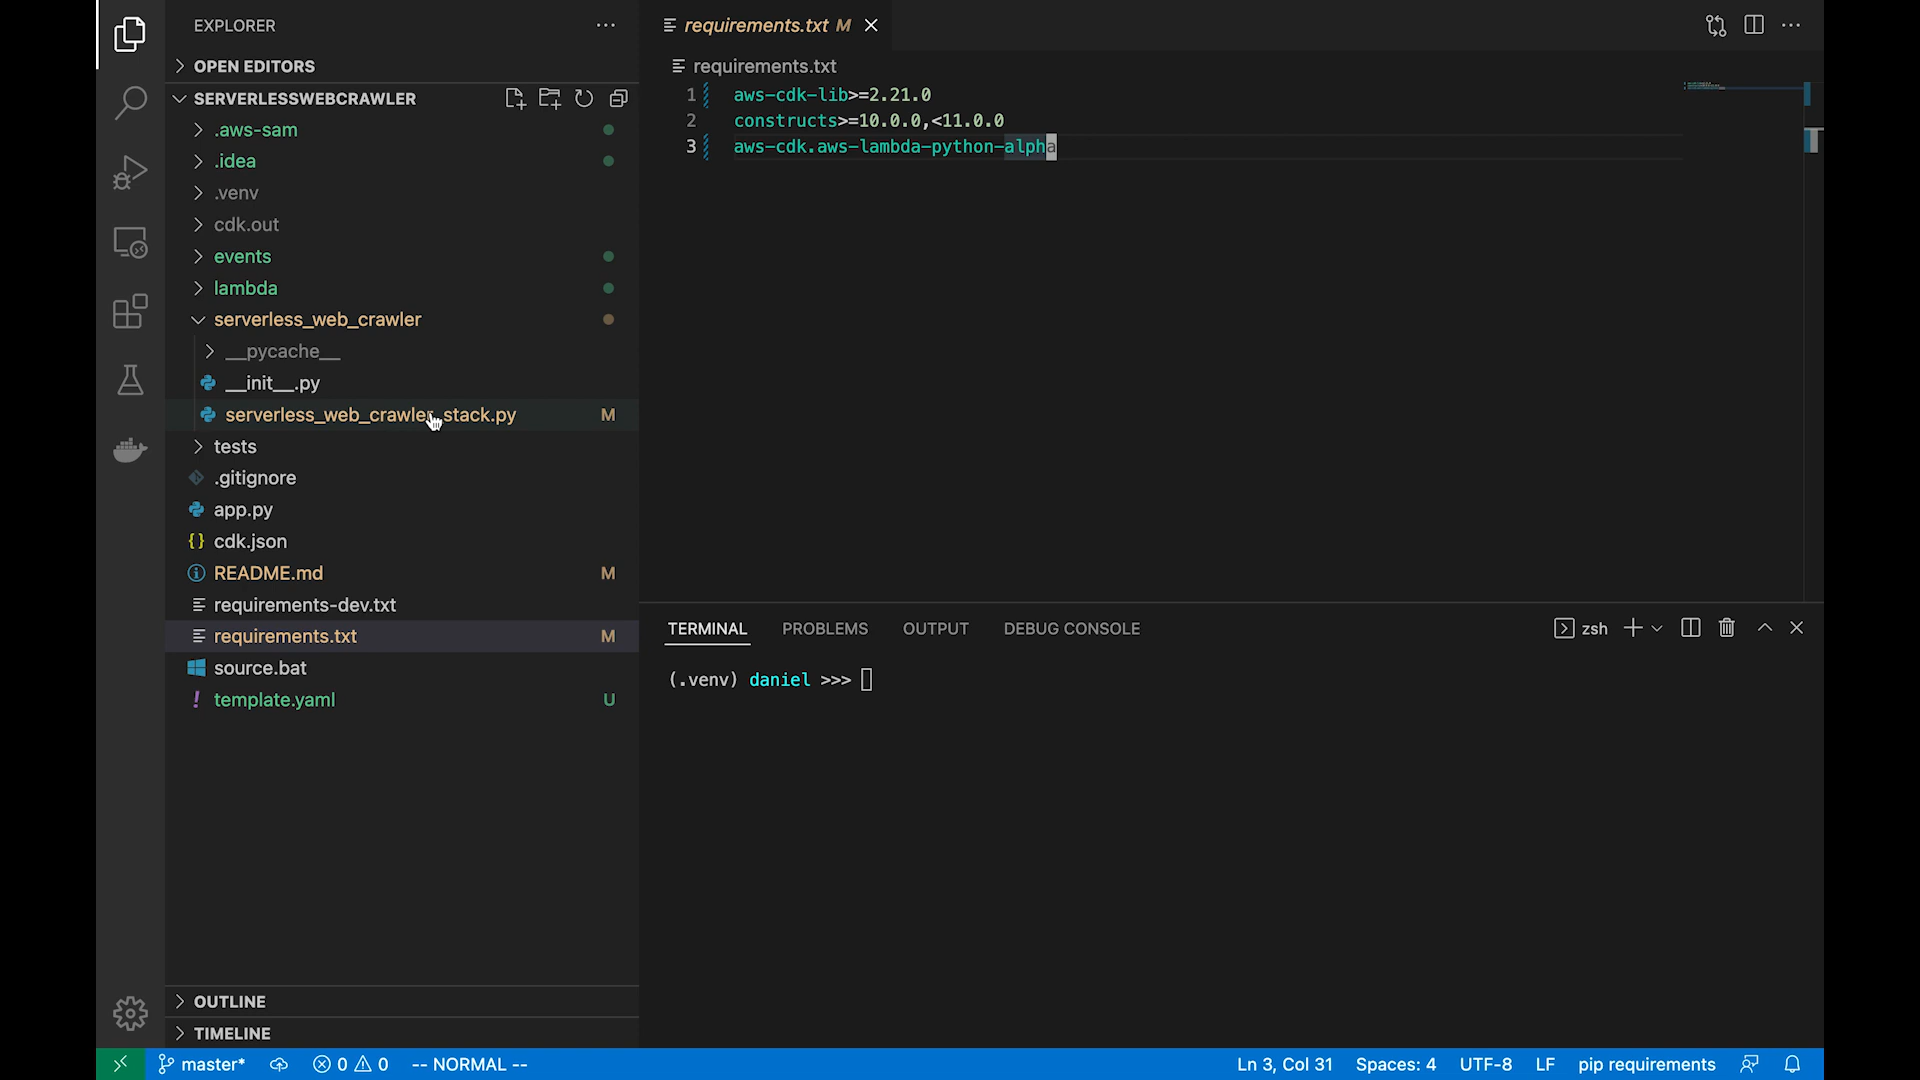 EXPLORER
OPEN EDITORS
SERVERLESSWEBCRAWLER
.aws-sam
.idea
.venv
cdk.out
events
lambda
serverless_web_crawler
__pycache__
__init__.py
serverless_web_crawler_stack.py M
tests
.gitignore
app.py
cdk.json
README.md M
requirements-dev.txt
requirements.txt M
source.bat
template.yaml U
OUTLINE
TIMELINE
requirements.txt M
requirements.txt
1 aws-cdk-lib>=2.21.0
2 constructs>=10.0.0,<11.0.0
3 aws-cdk.aws-lambda-python-alpha
TERMINAL PROBLEMS OUTPUT DEBUG CONSOLE zsh
(.venv) daniel >>>
master* 0 0 -- NORMAL -- Ln 3, Col 31 Spaces: 4 UTF-8 LF pip requirements